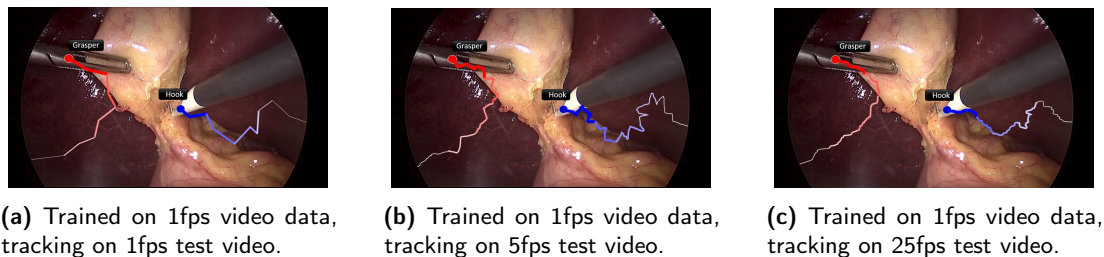 Grasper
Hook
Grasper
Hook
Grasper
Hook
(a) Trained on 1fps video data,
tracking on 1fps test video.
(b) Trained on 1fps video data,
tracking on 5fps test video.
(c) Trained on 1fps video data,
tracking on 25fps test video.